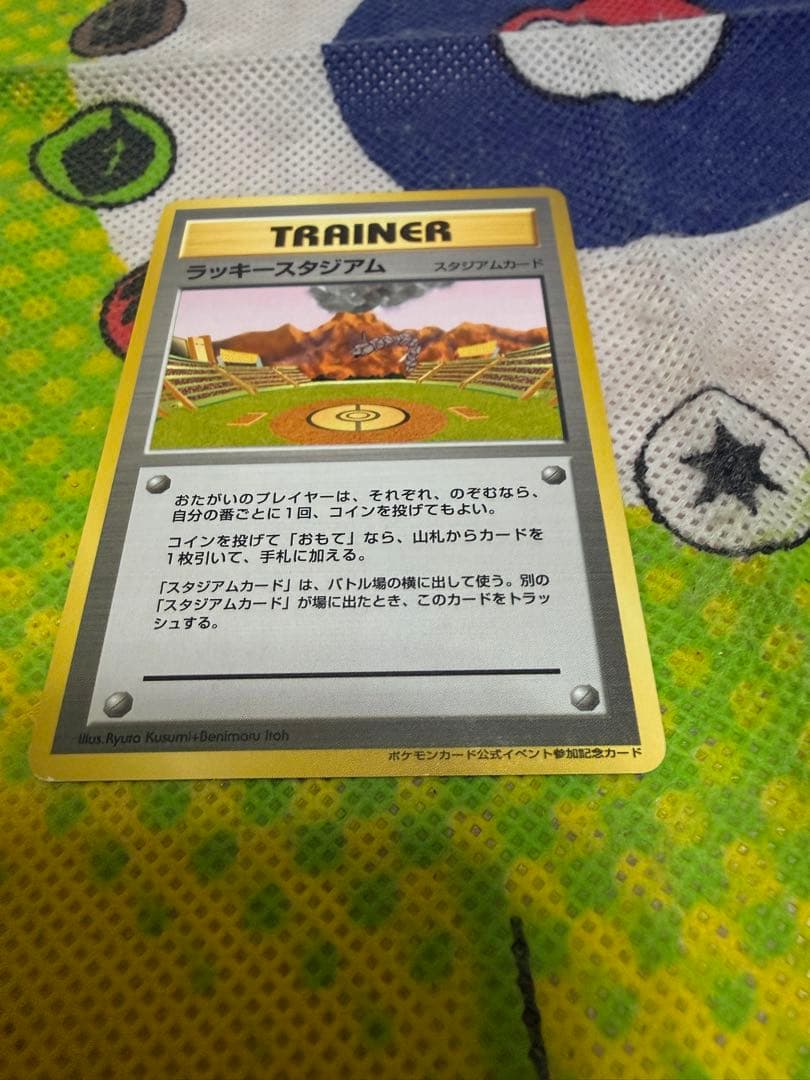 TRAINER
ラッキースタジアム スタジアムカード
おたがいのプレイヤーは、それぞれ、のぞむなら、
自分の番ごとに1回、コインを投げてもよい。
コインを投げて「おもて」なら、山札からカードを
1枚引いて、手札に加える。
「スタジアムカード」は、バトル場の横に出して使う。別の
「スタジアムカード」が場に出たとき、このカードをトラッ
シュする。
Illus.Ryuta Kusumi+Benimaru Itoh
ポケモンカード公式イベント参加記念カード